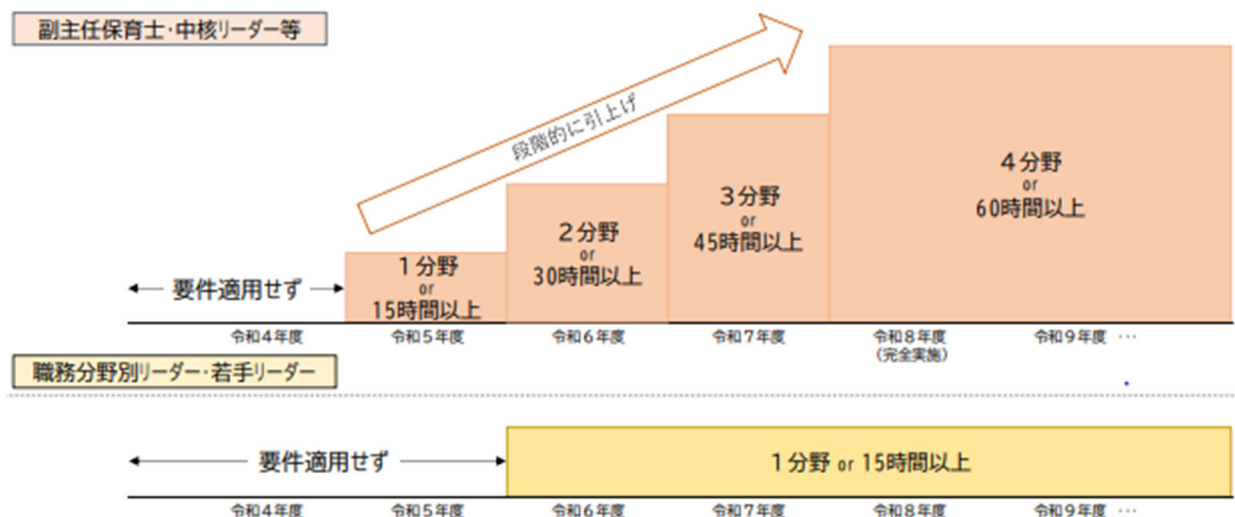 副主任保育士・中核リーダー等
段階的に引上げ
4分野
or
60時間以上
3分野
or
45時間以上
2分野
or
30時間以上
1分野
or
15時間以上
要件適用せず
令和4年度
令和5年度
令和6年度
令和7年度
令和8年度
(完全実施)
令和9年度 …
職務分野別リーダー・若手リーダー
要件適用せず
1分野 or 15時間以上
令和4年度
令和5年度
令和6年度
令和7年度
令和8年度
令和9年度 …